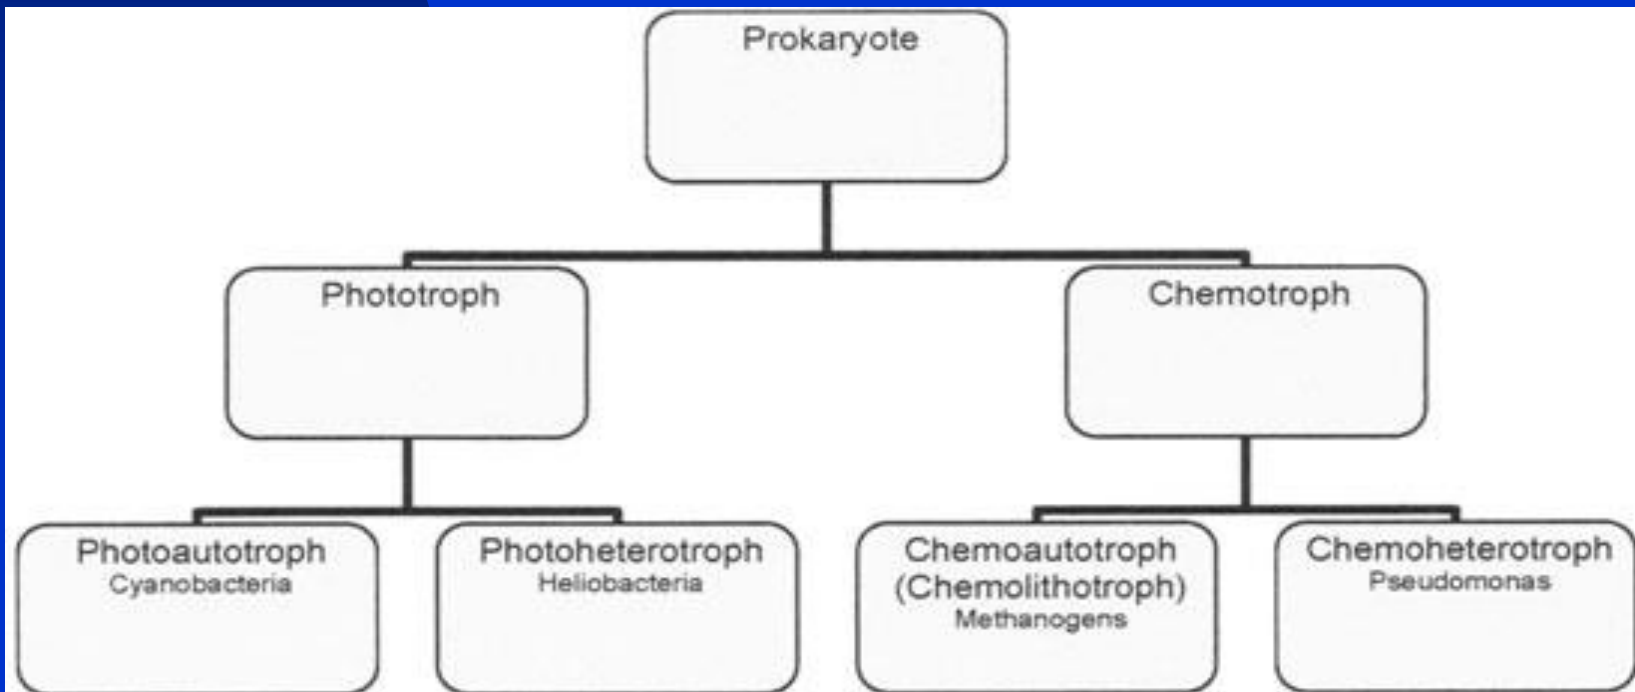 Prokaryote
Phototroph
Chemotroph
Photoautotroph
Cyanobacteria
Photoheterotroph
Heliobacteria
Chemoautotroph
(Chemolithotroph)
Methanogens
Chemoheterotroph
Pseudomonas